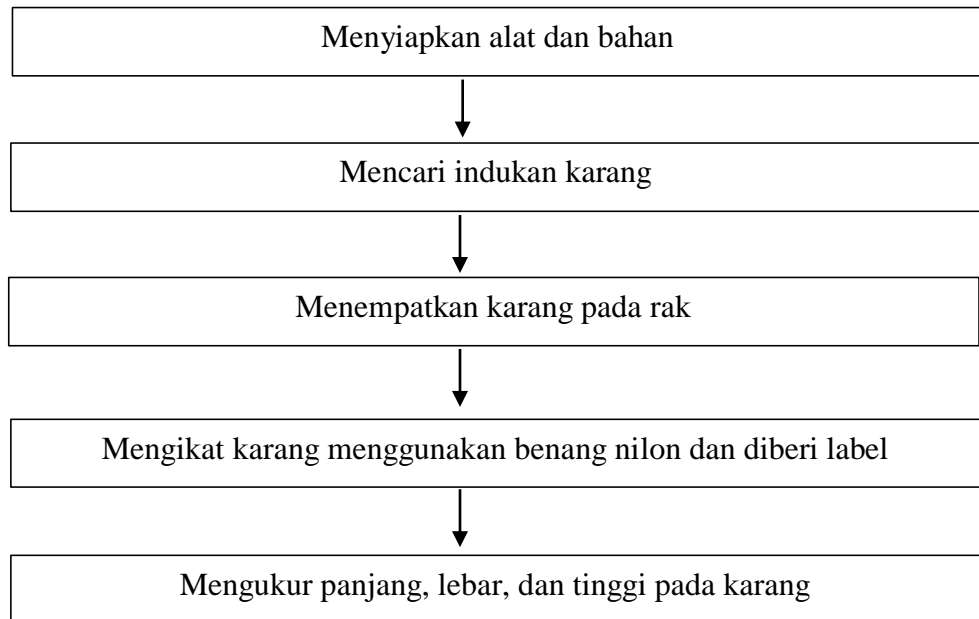 Menyiapkan alat dan bahan
Mencari indukan karang
Menempatkan karang pada rak
Mengikat karang menggunakan benang nilon dan diberi label
Mengukur panjang, lebar, dan tinggi pada karang